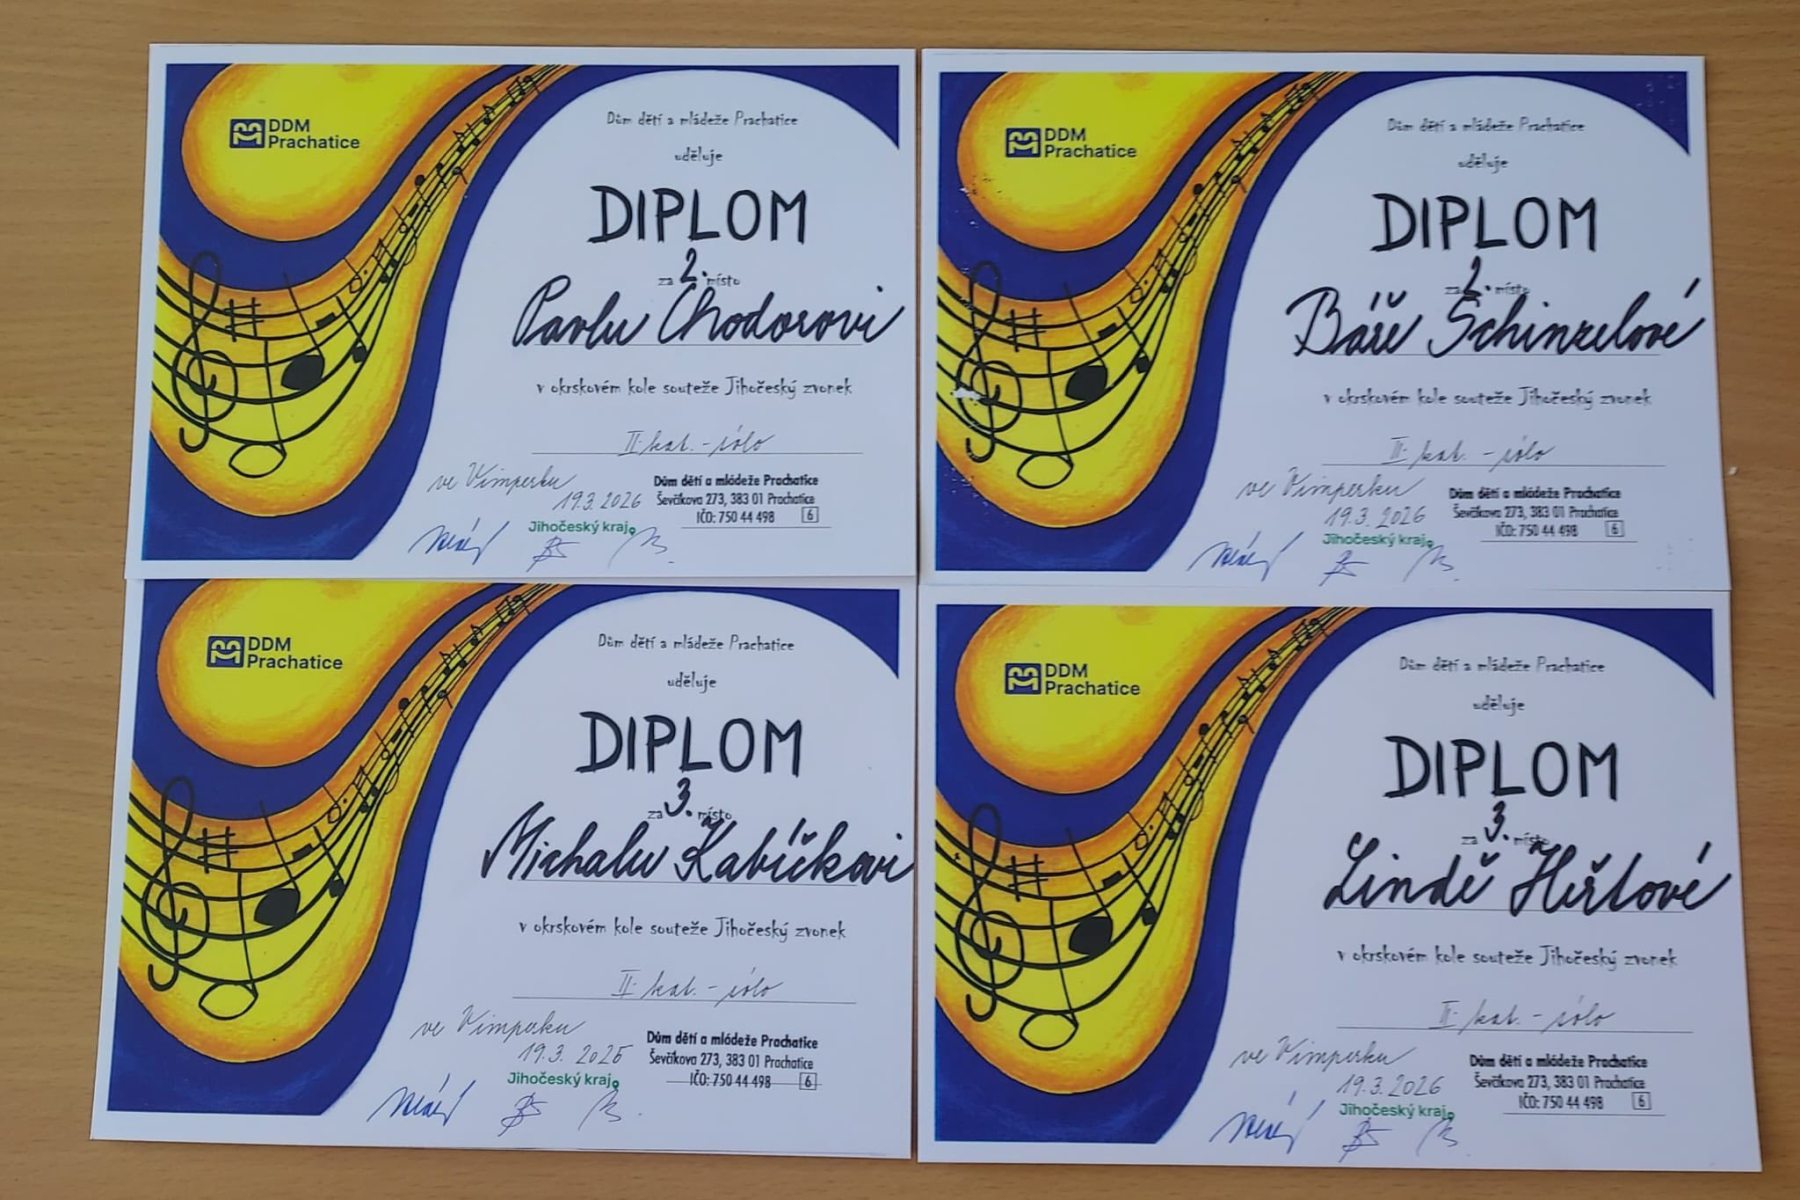 DDM
Prachatice
Dům dětí a mládeže Prachatice
uděluje
DIPLOM
za 2. místo
Pavlu Chodorovi
v okrskovém kole souteže Jihočeský zvonek
II. kat. - sólo
ve Vimperku
19.3. 2026
Dům dětí a mládeže Prachatice
Ševčíkova 273, 383 01 Prachatice
IČO: 750 44 498 6
Jihočeský kraj
DDM
Prachatice
Dům dětí a mládeže Prachatice
uděluje
DIPLOM
za 2. místo
Báře Schinzelové
v okrskovém kole souteže Jihočeský zvonek
II. kat. - sólo
ve Vimperku
19.3. 2026
Dům dětí a mládeže Prachatice
Ševčíkova 273, 383 01 Prachatice
IČO: 750 44 498 6
Jihočeský kraj
DDM
Prachatice
Dům dětí a mládeže Prachatice
uděluje
DIPLOM
za 3. místo
Michalu Kabíčkovi
v okrskovém kole souteže Jihočeský zvonek
II. kat. - sólo
ve Vimperku
19.3. 2026
Dům dětí a mládeže Prachatice
Ševčíkova 273, 383 01 Prachatice
IČO: 750 44 498 6
Jihočeský kraj
DDM
Prachatice
Dům dětí a mládeže Prachatice
uděluje
DIPLOM
za 3. místo
Lindě Hěrlové
v okrskovém kole souteže Jihočeský zvonek
II. kat. - sólo
ve Vimperku
19.3. 2026
Dům dětí a mládeže Prachatice
Ševčíkova 273, 383 01 Prachatice
IČO: 750 44 498 6
Jihočeský kraj